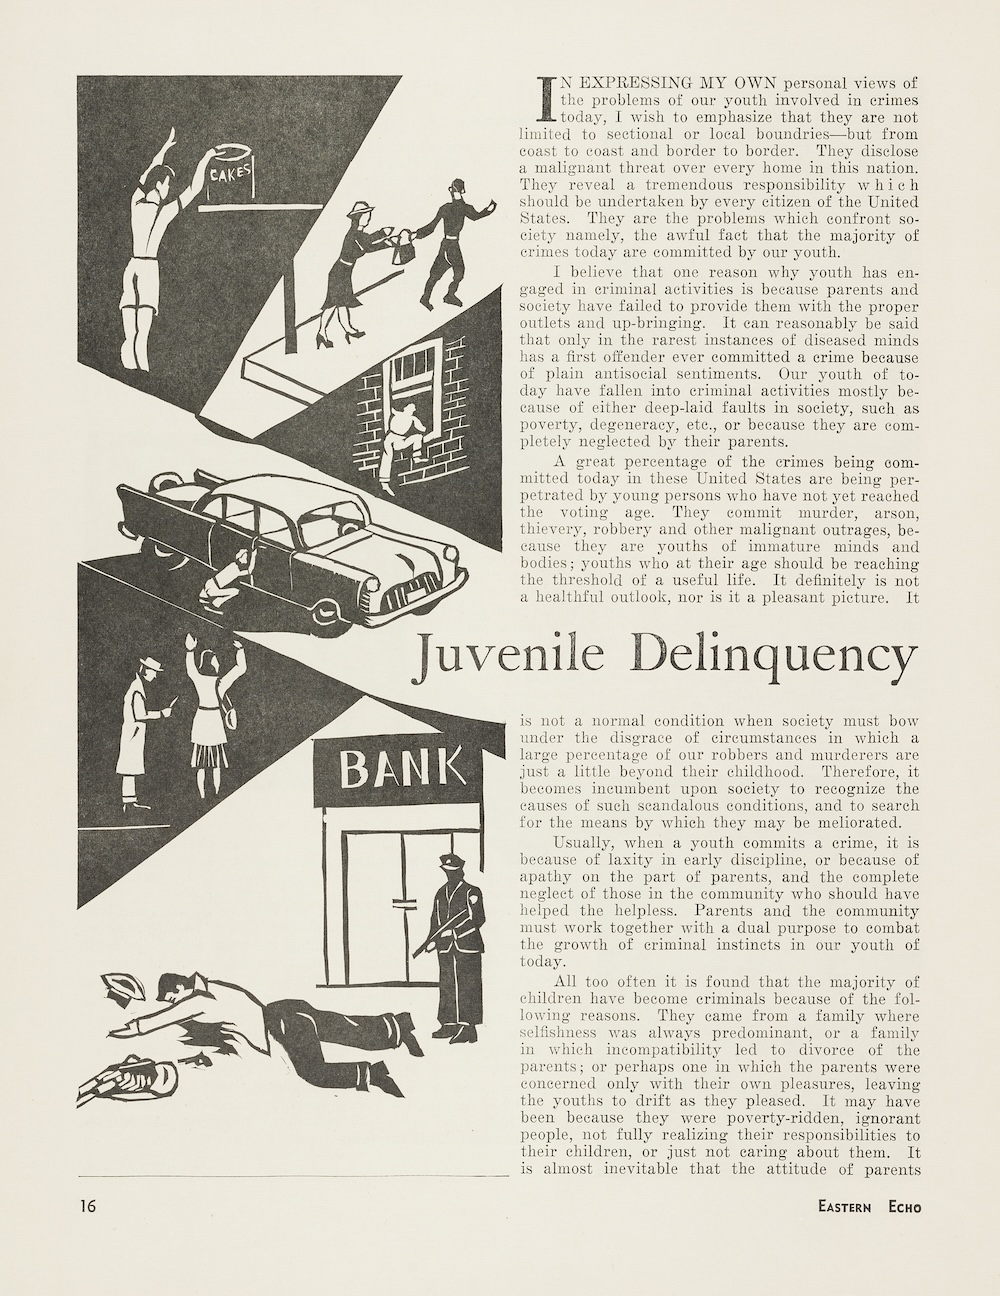 CAKES
BANK
IN EXPRESSING MY OWN personal views of
the problems of our youth involved in crimes
today, I wish to emphasize that they are not
limited to sectional or local boundries—but from
coast to coast and border to border. They disclose
a malignant threat over every home in this nation.
They reveal a tremendous responsibility which
should be undertaken by every citizen of the United
States. They are the problems which confront so-
ciety namely, the awful fact that the majority of
crimes today are committed by our youth.
I believe that one reason why youth has en-
gaged in criminal activities is because parents and
society have failed to provide them with the proper
outlets and up-bringing. It can reasonably be said
that only in the rarest instances of diseased minds
has a first offender ever committed a crime because
of plain antisocial sentiments. Our youth of to-
day have fallen into criminal activities mostly be-
cause of either deep-laid faults in society, such as
poverty, degeneracy, etc., or because they are com-
pletely neglected by their parents.
A great percentage of the crimes being com-
mitted today in these United States are being per-
petrated by young persons who have not yet reached
the voting age. They commit murder, arson,
thievery, robbery and other malignant outrages, be-
cause they are youths of immature minds and
bodies; youths who at their age should be reaching
the threshold of a useful life. It definitely is not
a healthful outlook, nor is it a pleasant picture. It
Juvenile Delinquency
is not a normal condition when society must bow
under the disgrace of circumstances in which a
large percentage of our robbers and murderers are
just a little beyond their childhood. Therefore, it
becomes incumbent upon society to recognize the
causes of such scandalous conditions, and to search
for the means by which they may be meliorated.
Usually, when a youth commits a crime, it is
because of laxity in early discipline, or because of
apathy on the part of parents, and the complete
neglect of those in the community who should have
helped the helpless. Parents and the community
must work together with a dual purpose to combat
the growth of criminal instincts in our youth of
today.
All too often it is found that the majority of
children have become criminals because of the fol-
lowing reasons. They came from a family where
selfishness was always predominant, or a family
in which incompatibility led to divorce of the
parents; or perhaps one in which the parents were
concerned only with their own pleasures, leaving
the youths to drift as they pleased. It may have
been because they were poverty-ridden, ignorant
people, not fully realizing their responsibilities to
their children, or just not caring about them. It
is almost inevitable that the attitude of parents
16
EASTERN ECHO